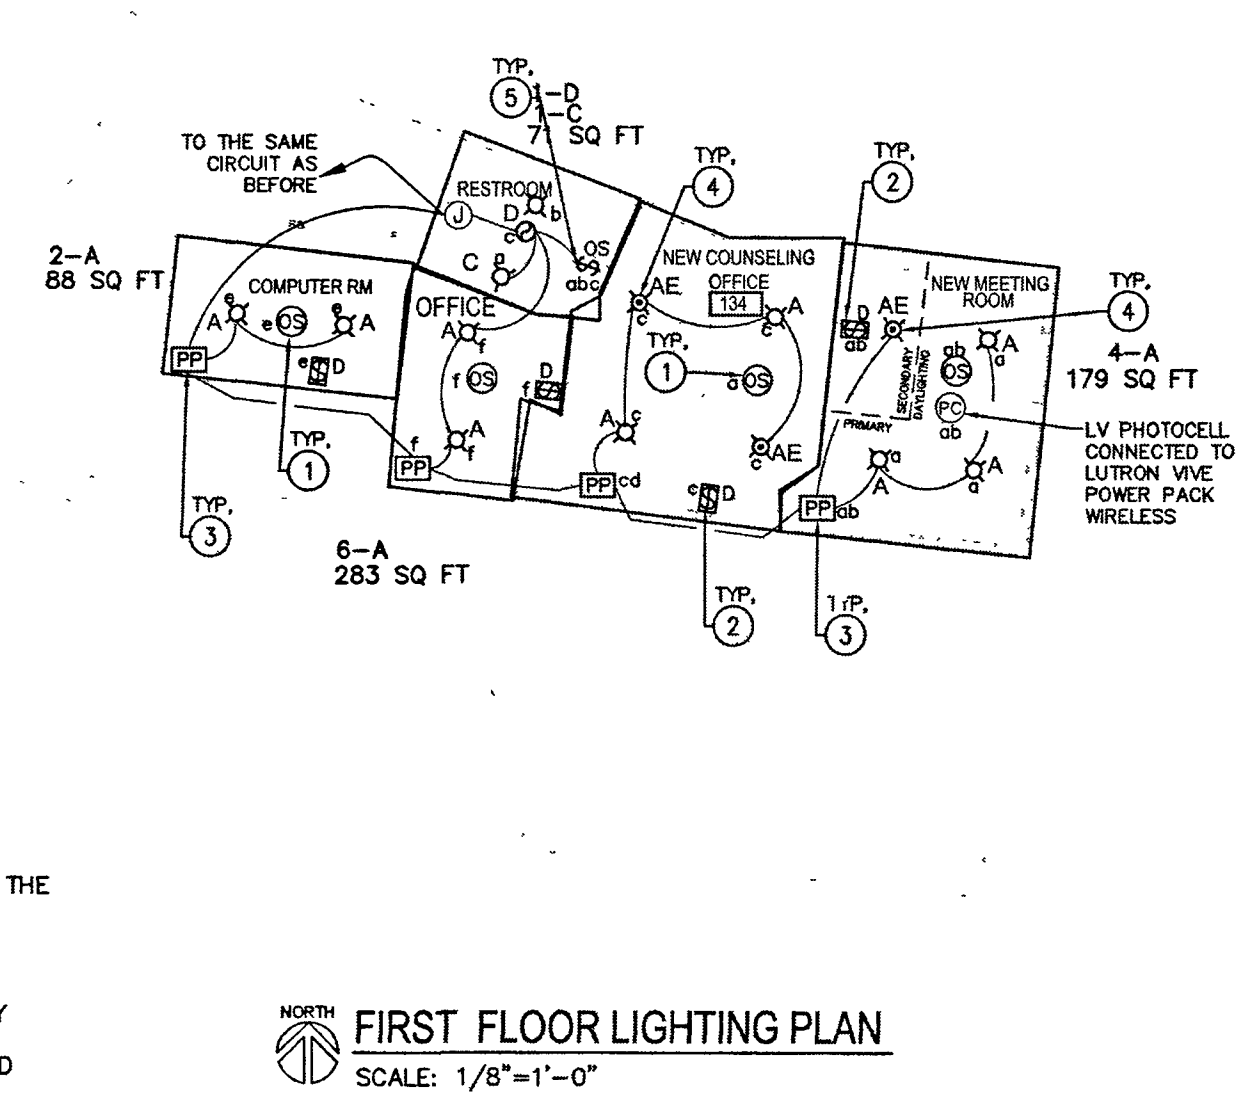 TYP.
5
1-D
1-C
71 SQ FT
TO THE SAME
CIRCUIT AS
BEFORE
TYP.
4
TYP.
2
RESTROOM
J
D
b
c
C
a
OS
abc
2-A
88 SQ FT
COMPUTER RM
e
A
e
OS
e
A
PP
e
D
OFFICE
A
f
f
OS
D
f
A
f
f
PP
NEW COUNSELING
OFFICE
134
AE
c
A
c
TYP.
1
a
OS
A
c
AE
c
PP
cd
c
D
NEW MEETING
ROOM
D
ab
AE
SECONDARY
DAYLIGHTING
PRIMARY
ab
OS
PC
ab
A
a
A
a
a
A
PP
ab
TYP.
4
4-A
179 SQ FT
LV PHOTOCELL
CONNECTED TO
LUTRON VIVE
POWER PACK
WIRELESS
TYP.
1
TYP.
3
6-A
283 SQ FT
TYP.
2
TYP.
3
THE
Y
D
NORTH
FIRST FLOOR LIGHTING PLAN
SCALE: 1/8"=1'-0"